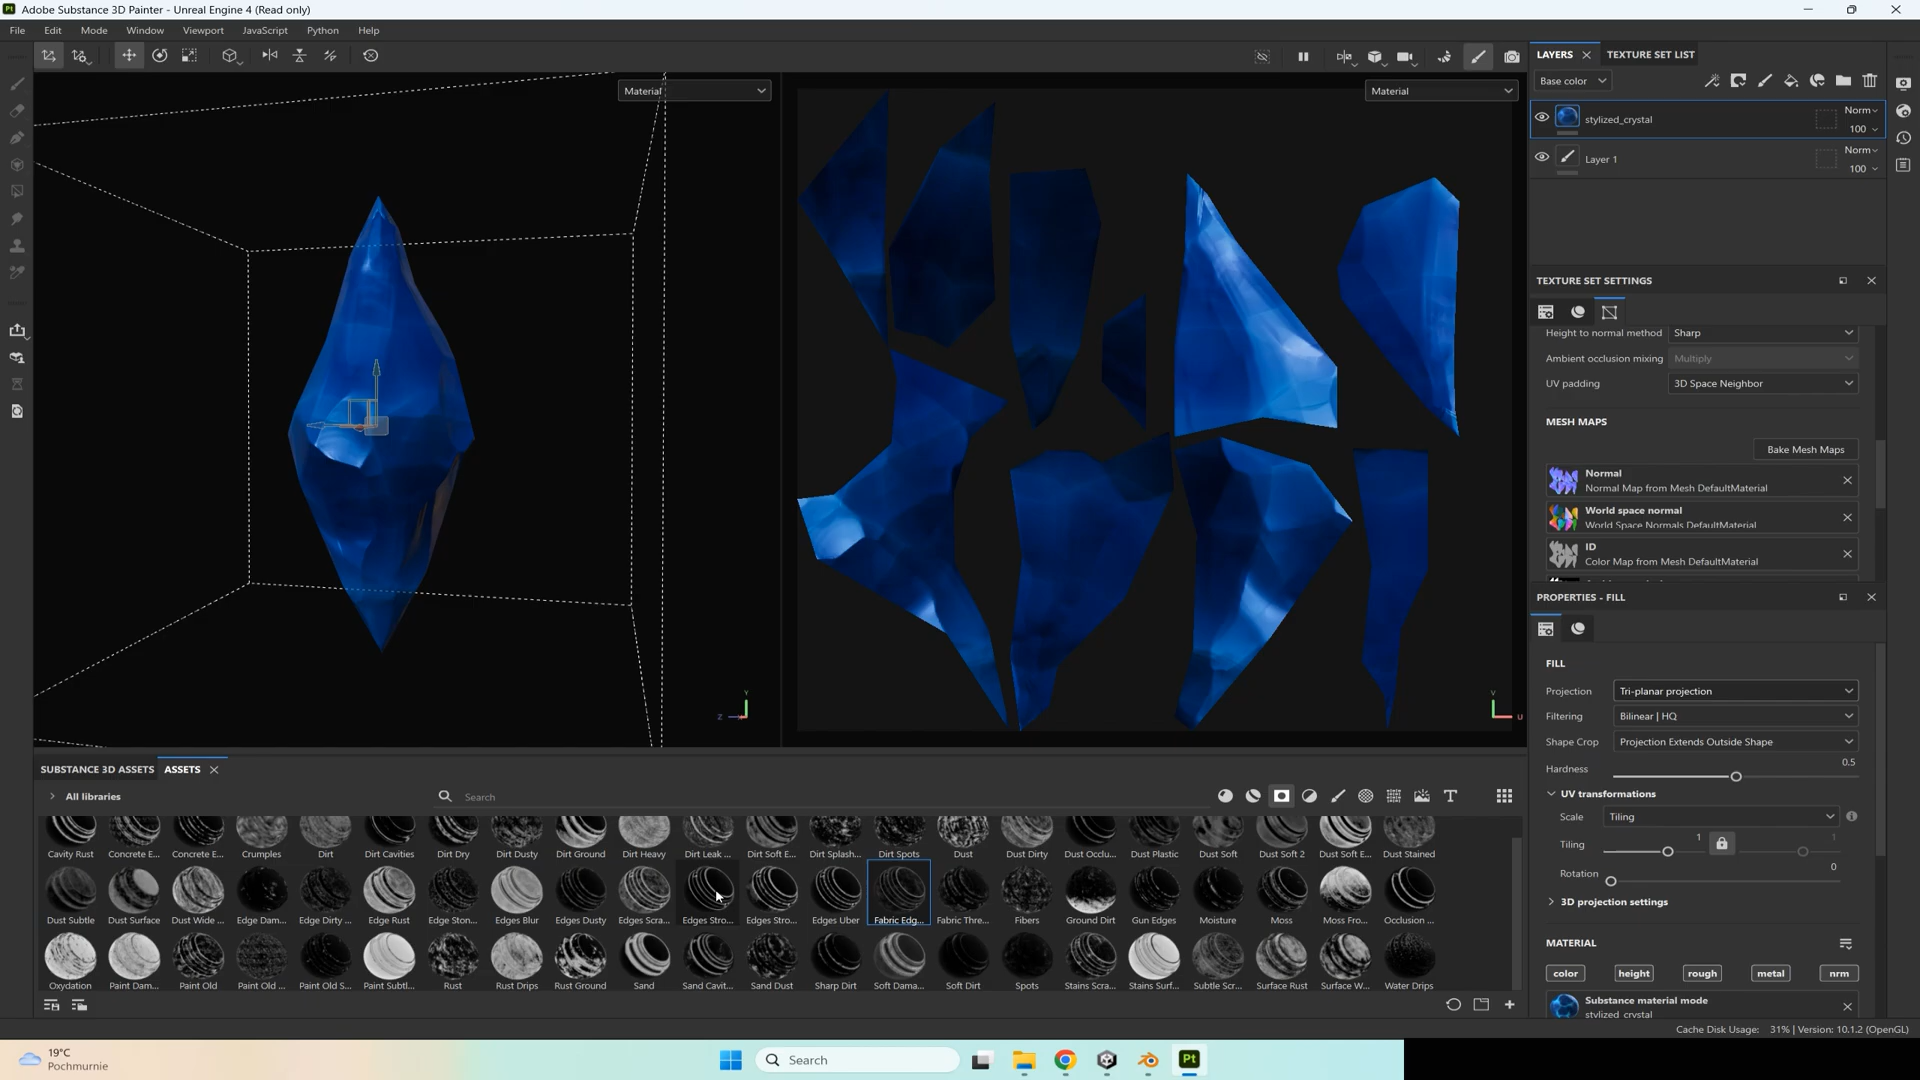 Pt Adobe Substance 3D Painter - Unreal Engine 4 (Read only)
File Edit Mode Window Viewport JavaScript Python Help
LAYERS TEXTURE SET LIST
Material
Material
Base color
stylized_crystal Norm 100
Layer 1 Norm 100
TEXTURE SET SETTINGS
Height to normal method Sharp
Ambient occlusion mixing Multiply
UV padding 3D Space Neighbor
MESH MAPS
Bake Mesh Maps
Normal
Normal Map from Mesh DefaultMaterial
World space normal
World Space Normals DefaultMaterial
ID
Color Map from Mesh DefaultMaterial
PROPERTIES - FILL
FILL
Projection Tri-planar projection
Filtering Bilinear | HQ
Shape Crop Projection Extends Outside Shape
Hardness 0.5
UV transformations
Scale Tiling
Tiling 1 1
Rotation 0
3D projection settings
MATERIAL
color height rough metal nrm
Substance material mode
stylized_crystal
Y Z
V U
SUBSTANCE 3D ASSETS ASSETS
All libraries Search
Cavity Rust Concrete E... Concrete E... Crumples Dirt Dirt Cavities Dirt Dry Dirt Dusty Dirt Ground Dirt Heavy Dirt Leak ... Dirt Soft E... Dirt Splash... Dirt Spots Dust Dust Dirty Dust Occlu... Dust Plastic Dust Soft Dust Soft 2 Dust Soft E... Dust Stained
Dust Subtle Dust Surface Dust Wide ... Edge Dam... Edge Dirty ... Edge Rust Edge Ston... Edges Blur Edges Dusty Edges Scra... Edges Stro... Edges Stro... Edges Uber Fabric Edg... Fabric Thre... Fibers Ground Dirt Gun Edges Moisture Moss Moss Fro... Occlusion ...
Oxydation Paint Dam... Paint Old Paint Old ... Paint Old S... Paint Subtl... Rust Rust Drips Rust Ground Sand Sand Cavit... Sand Dust Sharp Dirt Soft Dama... Soft Dirt Spots Stains Scra... Stains Surf... Subtle Scr... Surface Rust Surface W... Water Drips
Cache Disk Usage: 31% | Version: 10.1.2 (OpenGL)
19°C
Pochmurnie
Search
Pt